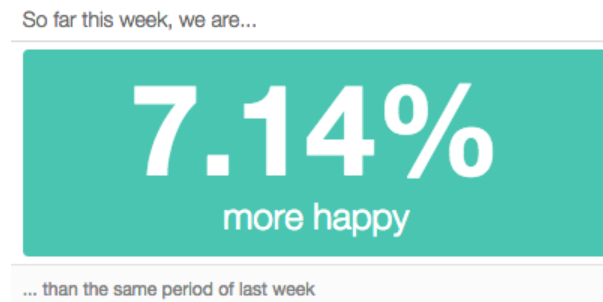 So far this week, we are...
7.14%
more happy
... than the same period of last week